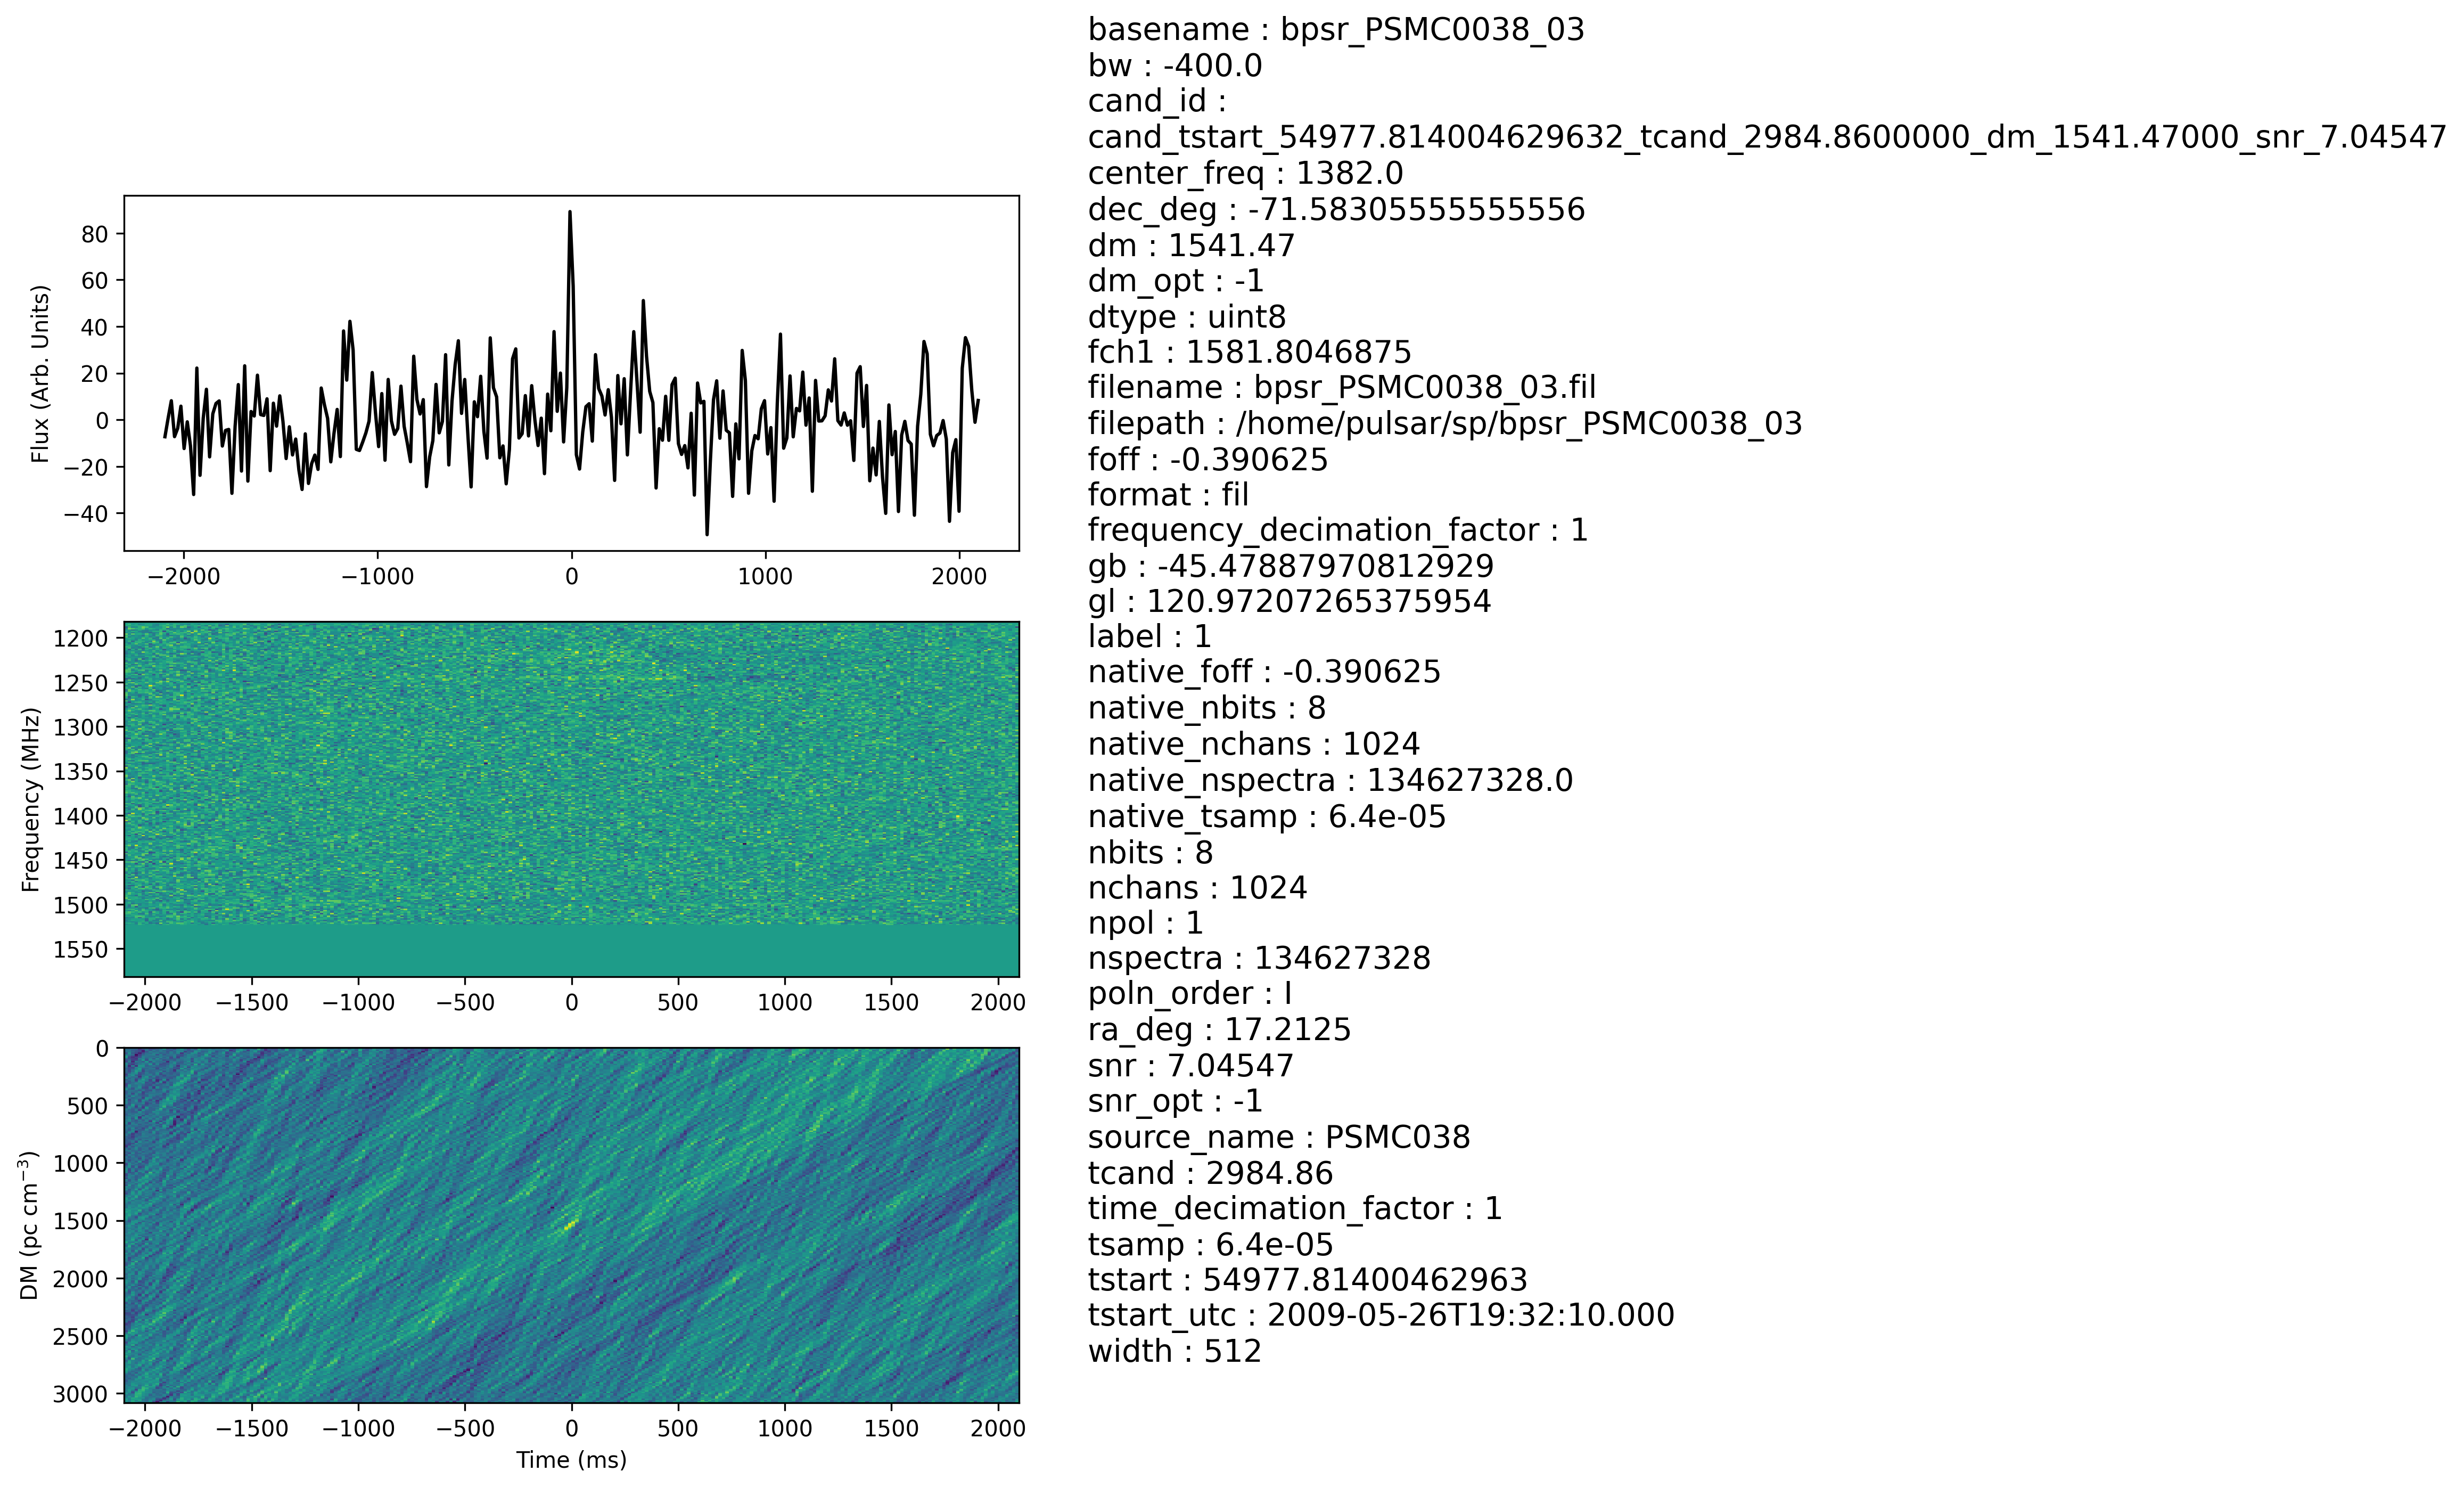 80
60
40
20
0
−20
−40
Flux (Arb. Units)
−2000 −1000 0 1000 2000
1200
1250
1300
1350
1400
1450
1500
1550
Frequency (MHz)
−2000 −1500 −1000 −500 0 500 1000 1500 2000
0
500
1000
1500
2000
2500
3000
DM (pc cm−3)
−2000 −1500 −1000 −500 0 500 1000 1500 2000
Time (ms)
basename : bpsr_PSMC0038_03
bw : -400.0
cand_id :
cand_tstart_54977.814004629632_tcand_2984.8600000_dm_1541.47000_snr_7.04547
center_freq : 1382.0
dec_deg : -71.58305555555556
dm : 1541.47
dm_opt : -1
dtype : uint8
fch1 : 1581.8046875
filename : bpsr_PSMC0038_03.fil
filepath : /home/pulsar/sp/bpsr_PSMC0038_03
foff : -0.390625
format : fil
frequency_decimation_factor : 1
gb : -45.47887970812929
gl : 120.97207265375954
label : 1
native_foff : -0.390625
native_nbits : 8
native_nchans : 1024
native_nspectra : 134627328.0
native_tsamp : 6.4e-05
nbits : 8
nchans : 1024
npol : 1
nspectra : 134627328
poln_order : I
ra_deg : 17.2125
snr : 7.04547
snr_opt : -1
source_name : PSMC038
tcand : 2984.86
time_decimation_factor : 1
tsamp : 6.4e-05
tstart : 54977.81400462963
tstart_utc : 2009-05-26T19:32:10.000
width : 512